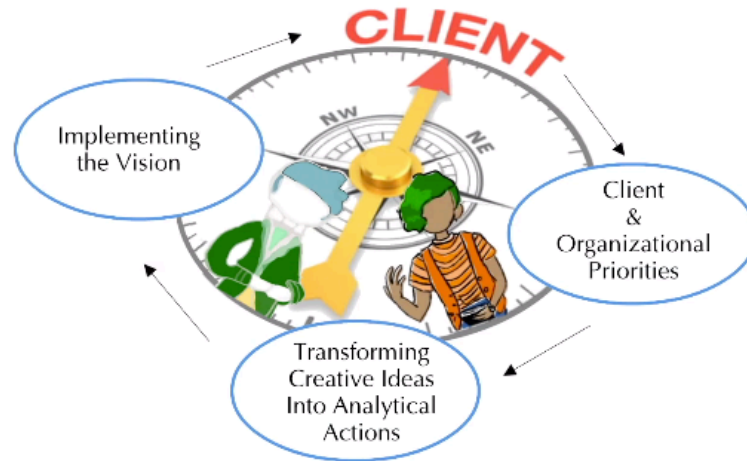 CLIENT
NW
NE
Implementing
the Vision
Client
&
Organizational
Priorities
Transforming
Creative Ideas
Into Analytical
Actions